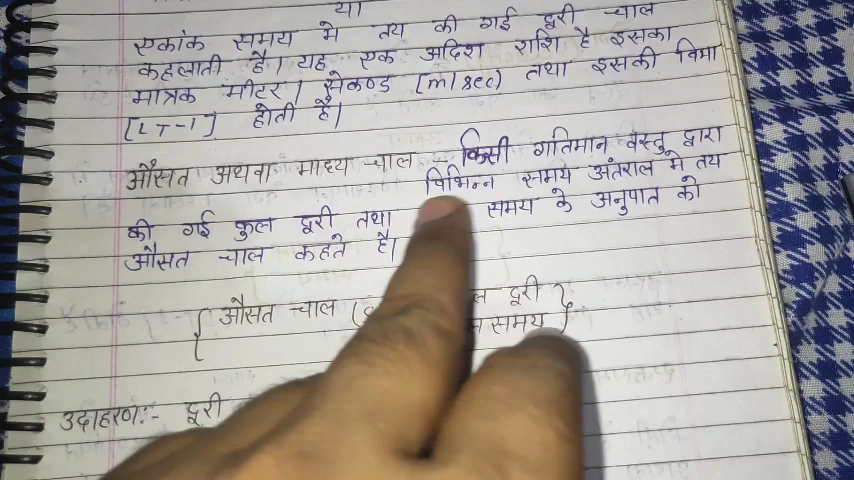 या
एकांक समय मे तय की गई दूरी चाल
कहलाती है। यह एक अदिश राशि है इसका
मात्रक मीटर / सेकण्ड (m/sec) तथा इसकी विमा
[LT-1] होती है।
औसत अथवा माध्य चाल - किसी गतिमान वस्तु द्वारा
विभिन्न समय अंतराल मे तय
की गई कुल दूरी तथा समय के अनुपात को
औसत चाल कहते है।
{ औसत चाल ( दूरी }
समय
उदाहरण:- दूरी